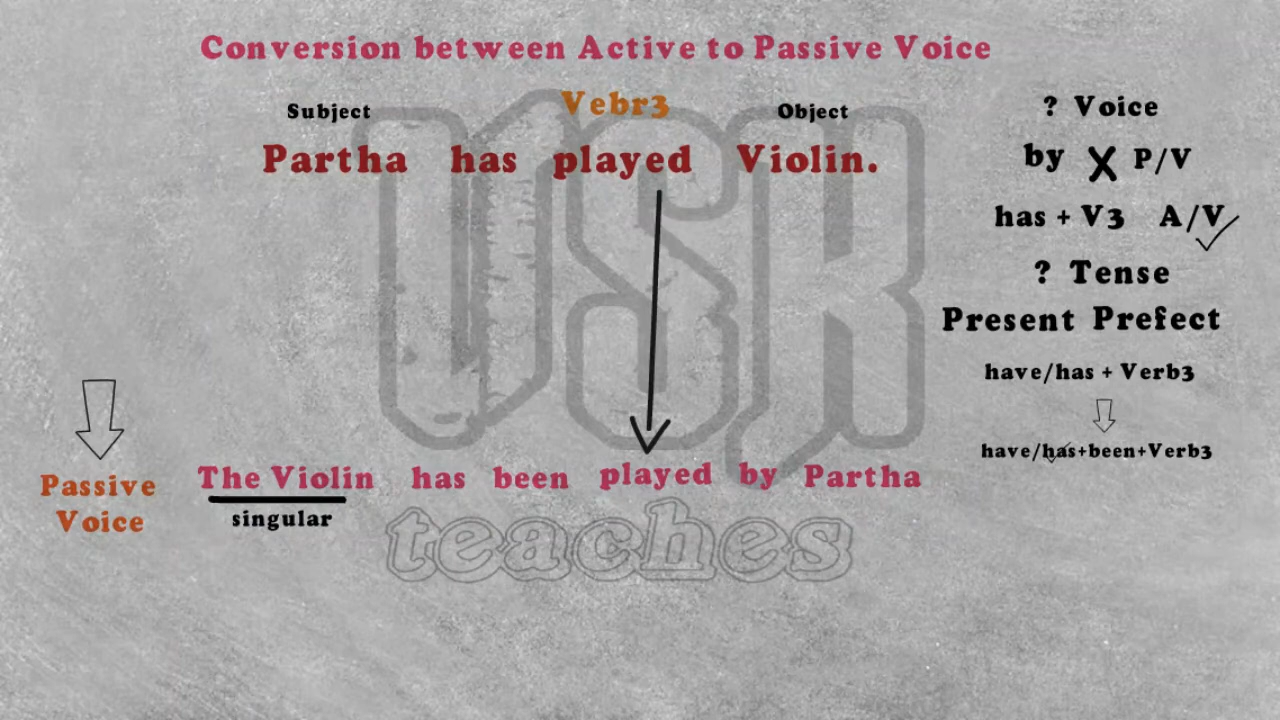 Conversion between Active to Passive Voice
Subject Vebr3 Object
Partha has played Violin.
? Voice
by X P/V
has + V3 A/V
? Tense
Present Prefect
have/has + Verb3
have/has+been+Verb3
Passive
Voice
The Violin has been played by Partha
singular
VSK
teaches